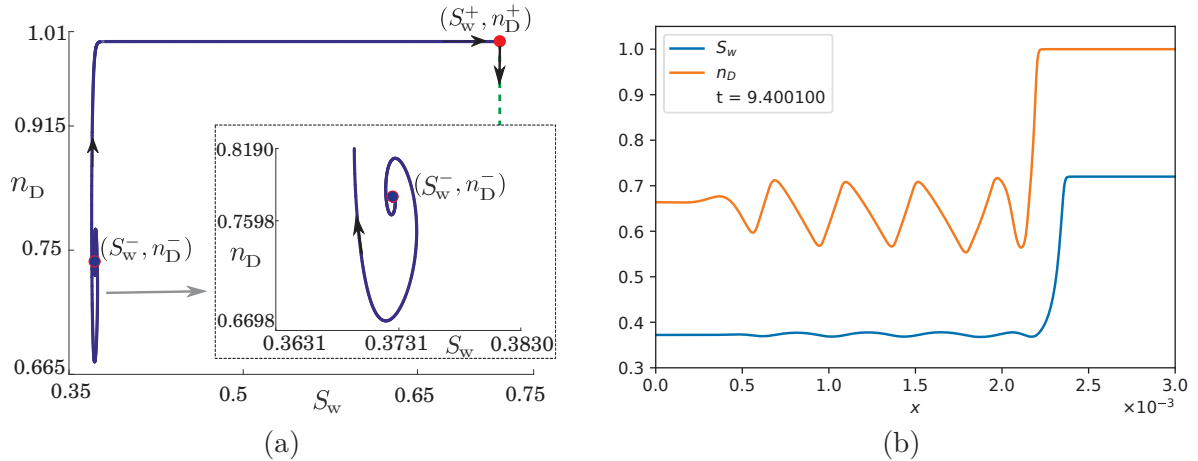 1.01
0.915
n_D
0.75
0.665
0.35
0.5
0.65
0.75
S_w
(S_w^+, n_D^+)
(S_w^-, n_D^-)
0.8190
0.7598
n_D
0.6698
0.3631
0.3731
S_w
0.3830
(S_w^-, n_D^-)
(a)
S_w
n_D
t = 9.400100
1.0
0.9
0.8
0.7
0.6
0.5
0.4
0.3
0.0
0.5
1.0
1.5
2.0
2.5
3.0
x
×10^{-3}
(b)